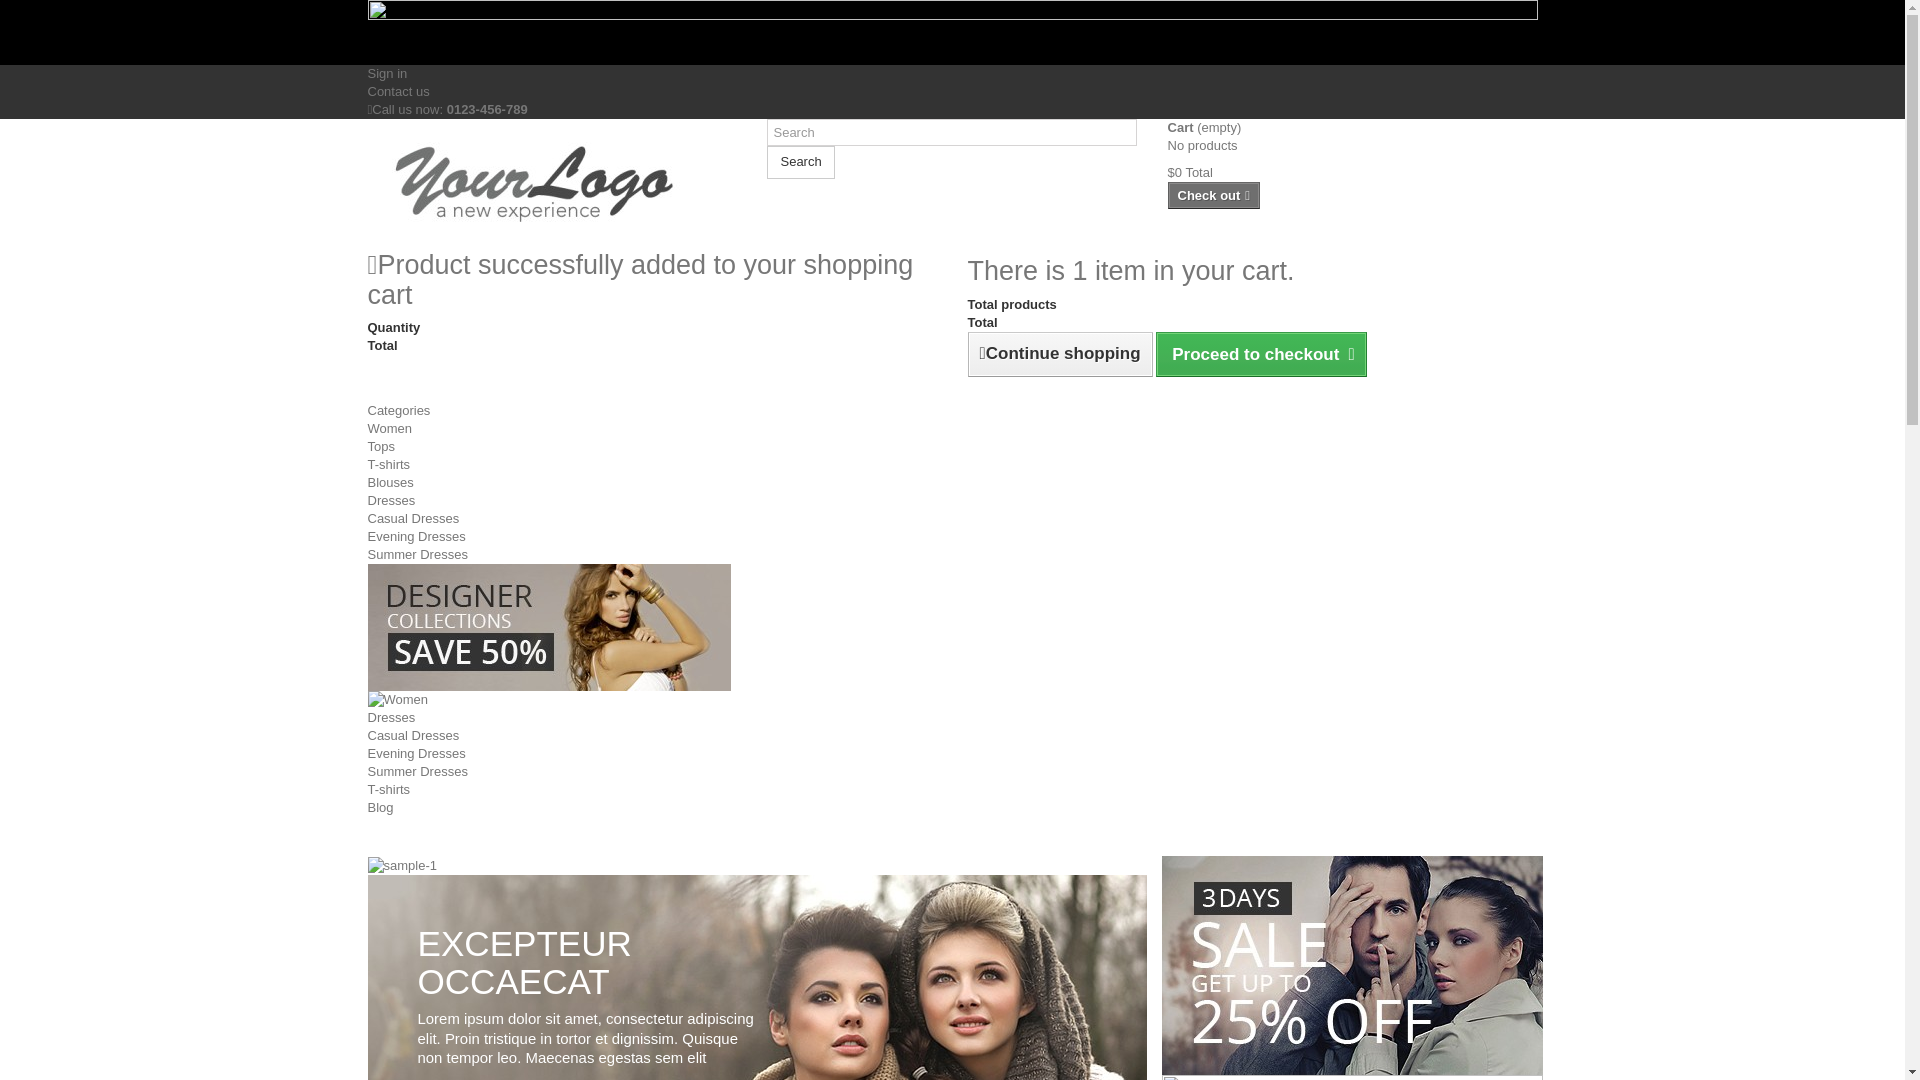 Sign in
Contact us
Call us now: 0123-456-789
YourLogo
a new experience
Search
Search
Cart (empty)
No products
$0 Total
Check out
Product successfully added to your shopping
cart
Quantity
Total
There is 1 item in your cart.
Total products
Total
Continue shopping
Proceed to checkout
Categories
Women
Tops
T-shirts
Blouses
Dresses
Casual Dresses
Evening Dresses
Summer Dresses
DESIGNER
COLLECTIONS
SAVE 50%
Women
Dresses
Casual Dresses
Evening Dresses
Summer Dresses
T-shirts
Blog
sample-1
EXCEPTEUR
OCCAECAT
Lorem ipsum dolor sit amet, consectetur adipiscing
elit. Proin tristique in tortor et dignissim. Quisque
non tempor leo. Maecenas egestas sem elit
3 DAYS
SALE
GET UP TO
25% OFF